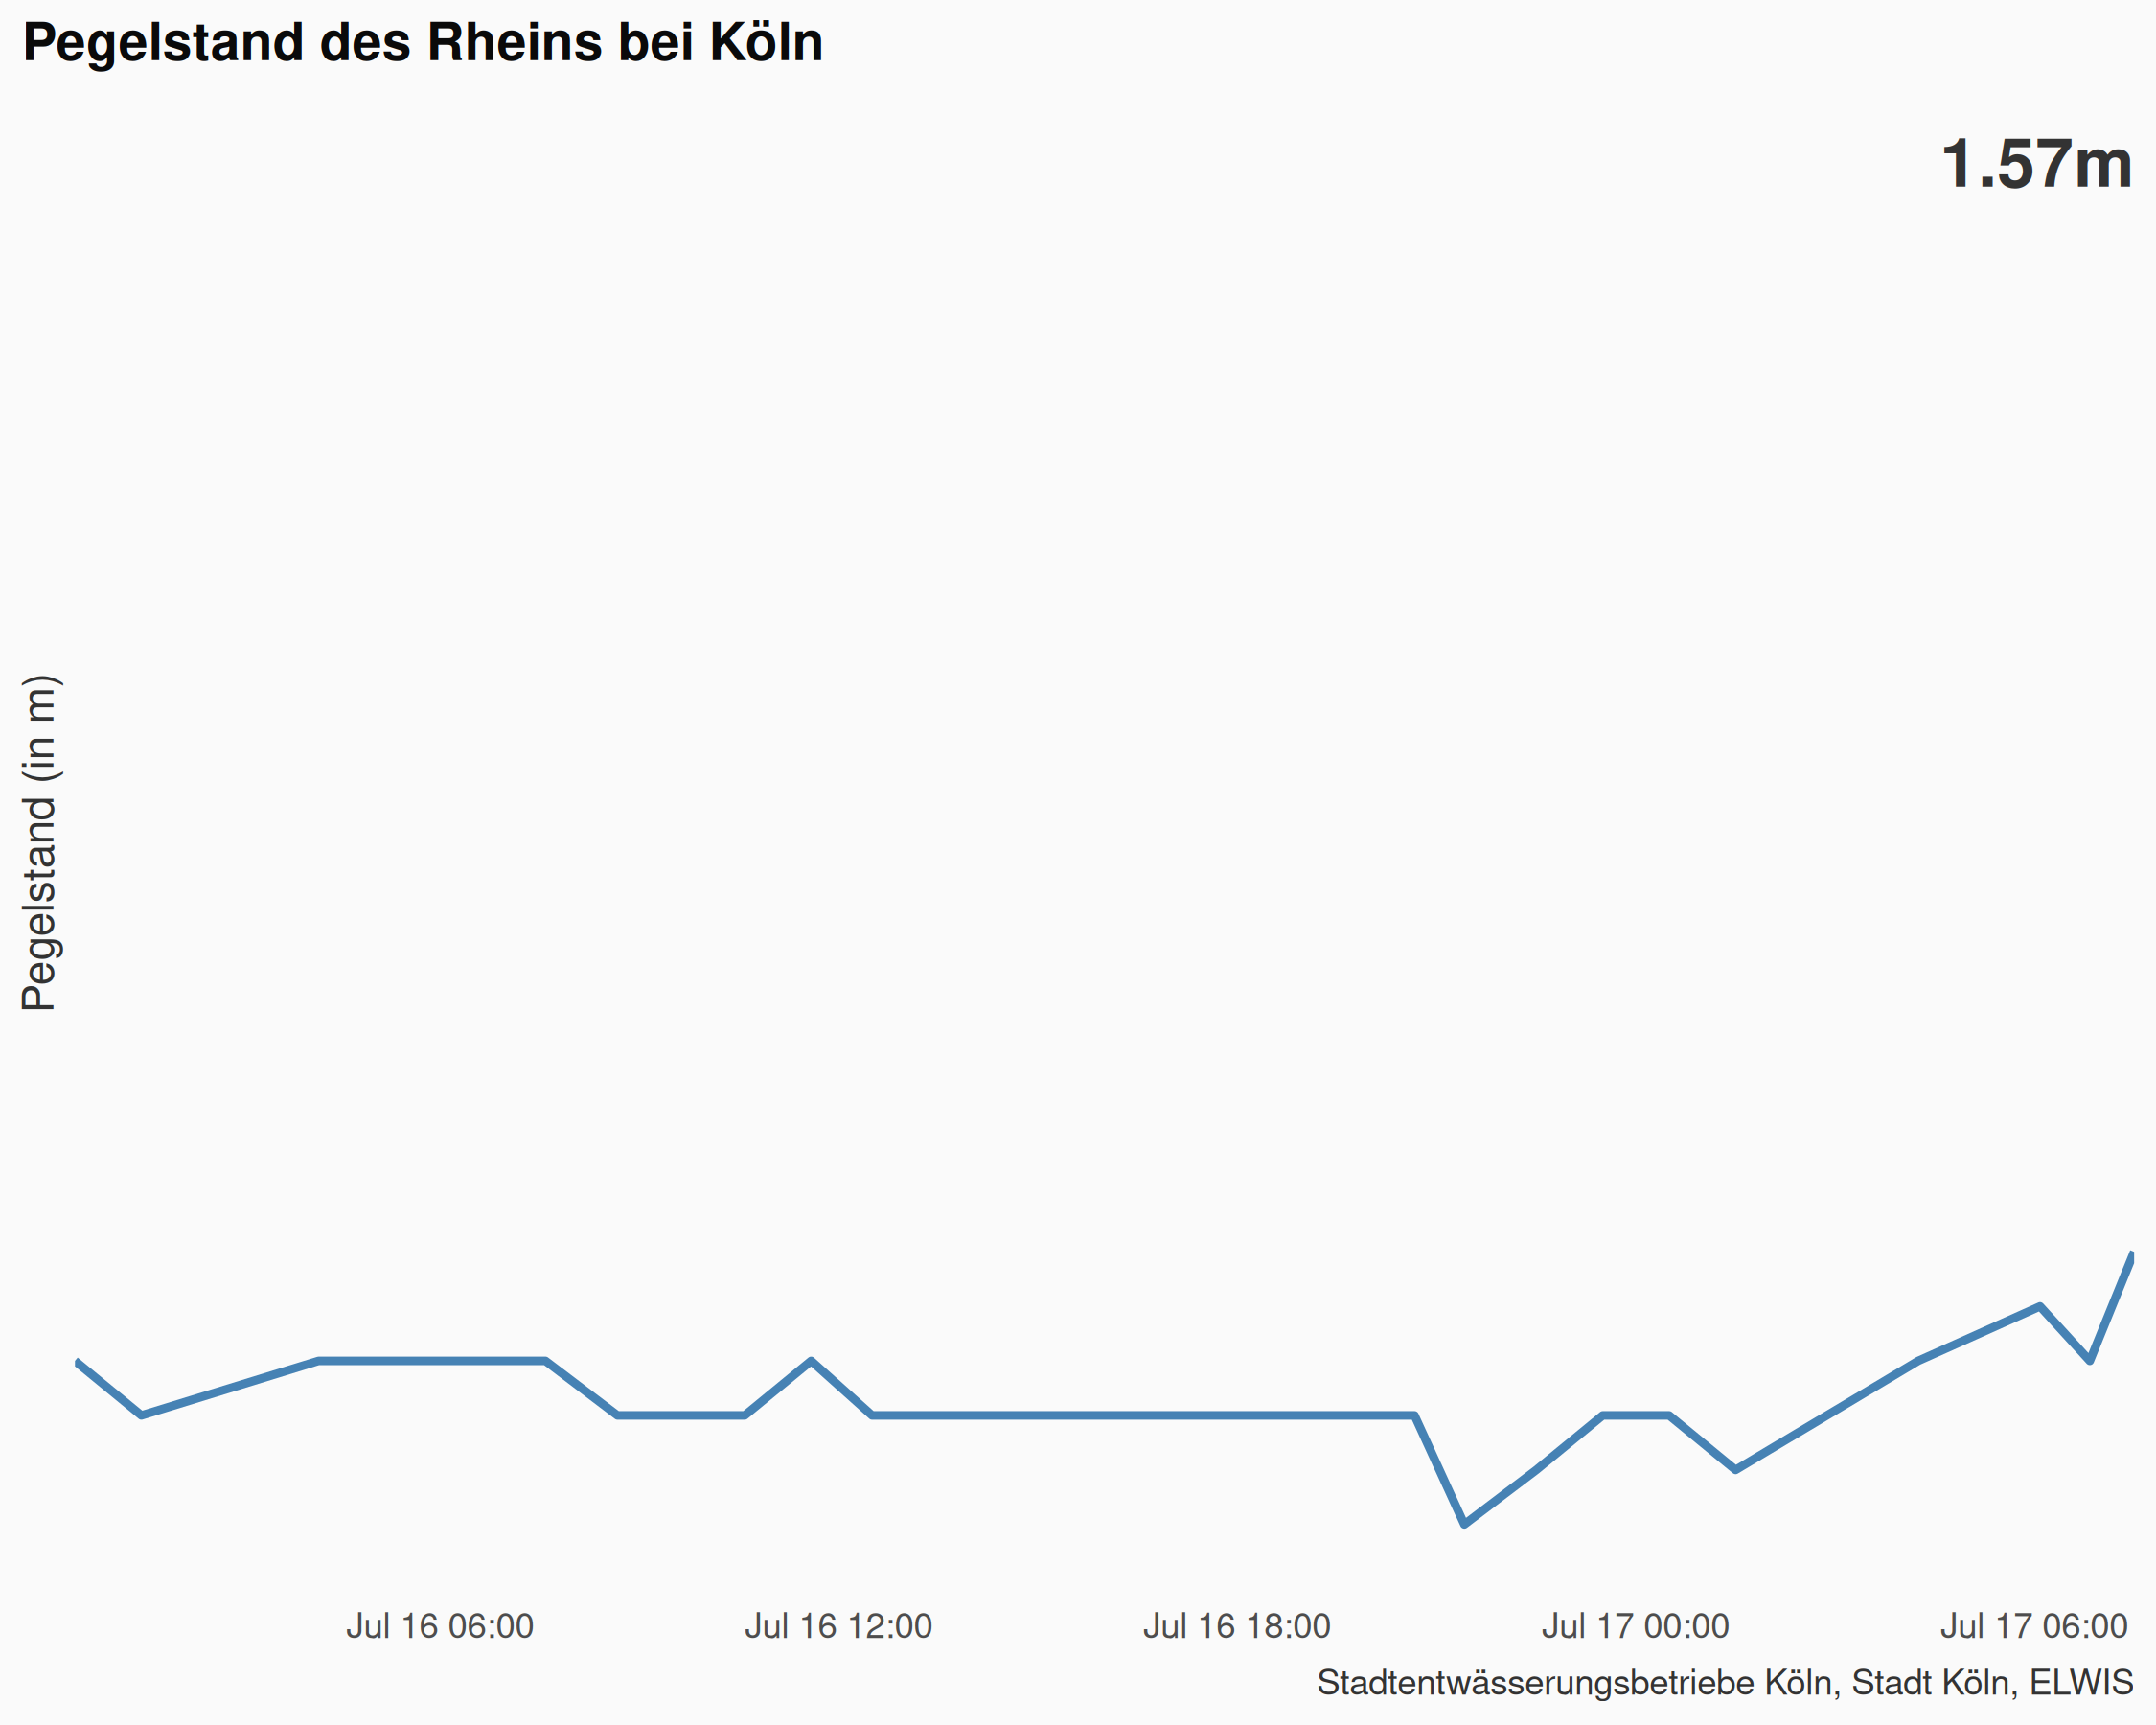 Pegelstand des Rheins bei Köln
1.57m
Pegelstand (in m)
Jul 16 06:00
Jul 16 12:00
Jul 16 18:00
Jul 17 00:00
Jul 17 06:00
Stadtentwässerungsbetriebe Köln, Stadt Köln, ELWIS